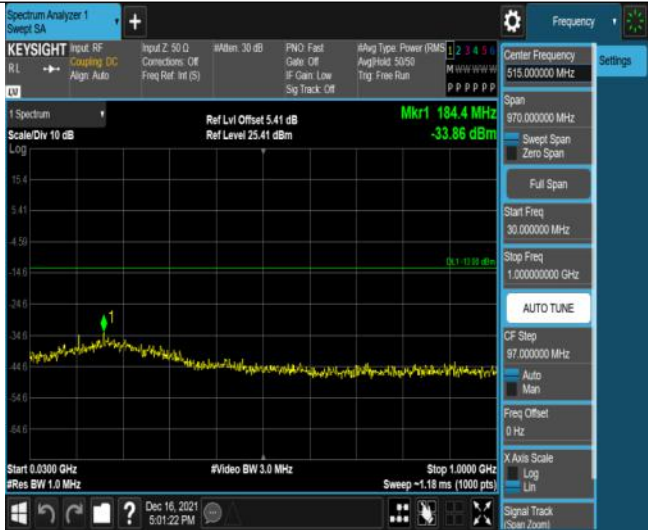 Spectrum Analyzer 1
Swept SA
Frequency
KEYSIGHT
RL
LV
Input: RF
Coupling: DC
Align: Auto
Input Z: 50 Ω
Corrections: Off
Freq Ref: Int (S)
#Atten: 30 dB
PNO: Fast
Gate: Off
IF Gain: Low
Sig Track: Off
#Avg Type: Power (RMS
Avg|Hold: 50/50
Trig: Free Run
1 2 3 4 5 6
M W W W W W
P P P P P P
1 Spectrum
Scale/Div 10 dB
Log
Ref Lvl Offset 5.41 dB
Ref Level 25.41 dBm
Mkr1 184.4 MHz
-33.86 dBm
15.4
5.41
-4.59
-14.6
-24.6
-34.6
-44.6
-54.6
-64.6
DL1 -13.00 dBm
1
Start 0.0300 GHz
#Res BW 1.0 MHz
#Video BW 3.0 MHz
Stop 1.0000 GHz
Sweep ~1.18 ms (1000 pts)
Dec 16, 2021
5:01:22 PM
Settings
Center Frequency
515.000000 MHz
Span
970.000000 MHz
Swept Span
Zero Span
Full Span
Start Freq
30.000000 MHz
Stop Freq
1.000000000 GHz
AUTO TUNE
CF Step
97.000000 MHz
Auto
Man
Freq Offset
0 Hz
X Axis Scale
Log
Lin
Signal Track
(Span Zoom)